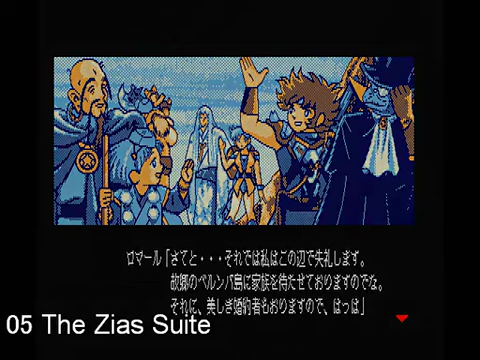 ロマール「さてと・・・それでは私はこの辺で失礼します。
故郷のベルンバ島に家族を待たせておりますのでな。
それに、美しき婚約者もおりますので、はっは」
05 The Zias Suite